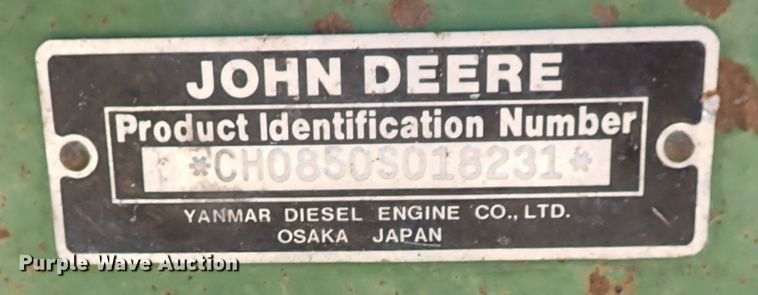 JOHN DEERE
Product Identification Number
*CH0850S018231*
YANMAR DIESEL ENGINE CO., LTD.
OSAKA JAPAN
Purple Wave Auction